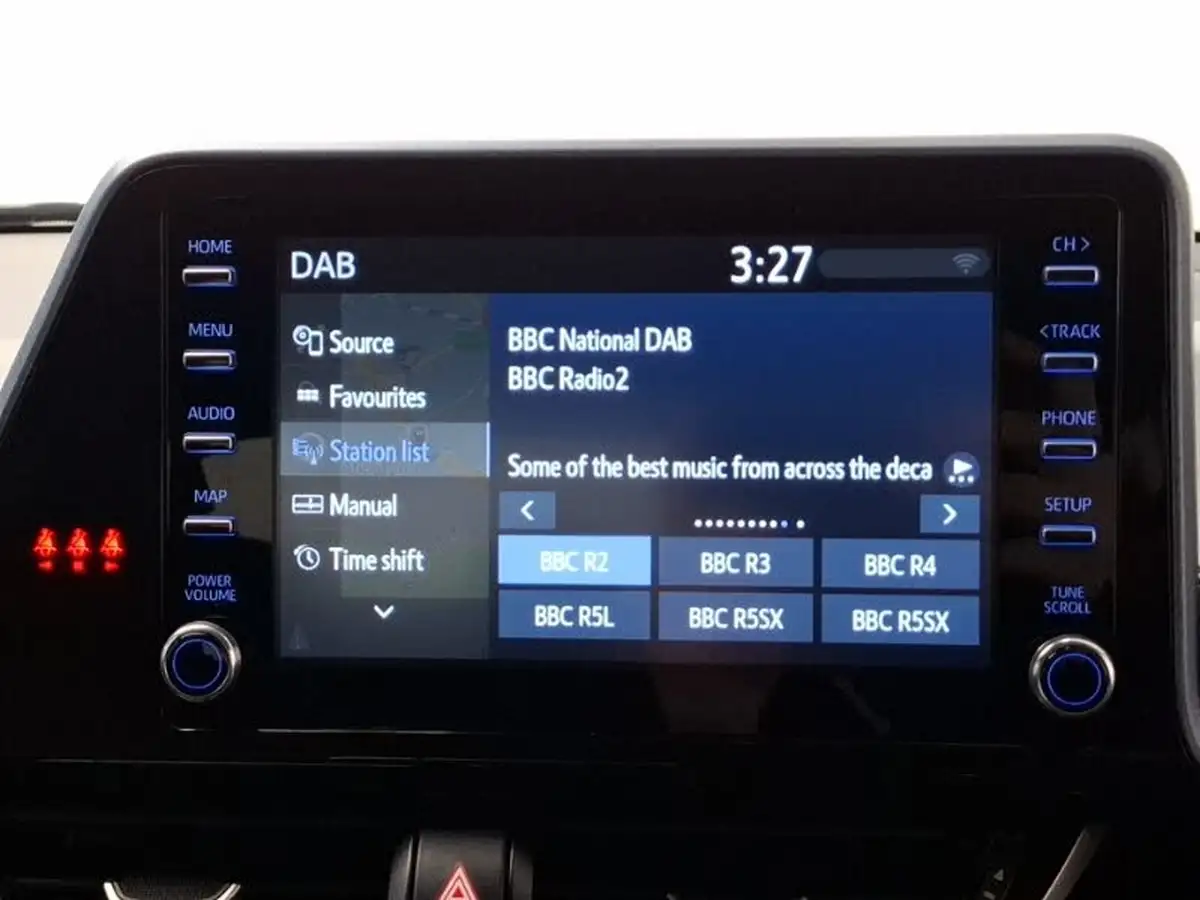 HOME
MENU
AUDIO
MAP
POWER
VOLUME
DAB
3:27
Source
Favourites
Station list
Manual
Time shift
BBC National DAB
BBC Radio2
Some of the best music from across the deca
BBC R2
BBC R3
BBC R4
BBC R5L
BBC R5SX
BBC R5SX
CH >
<TRACK
PHONE
SETUP
TUNE
SCROLL